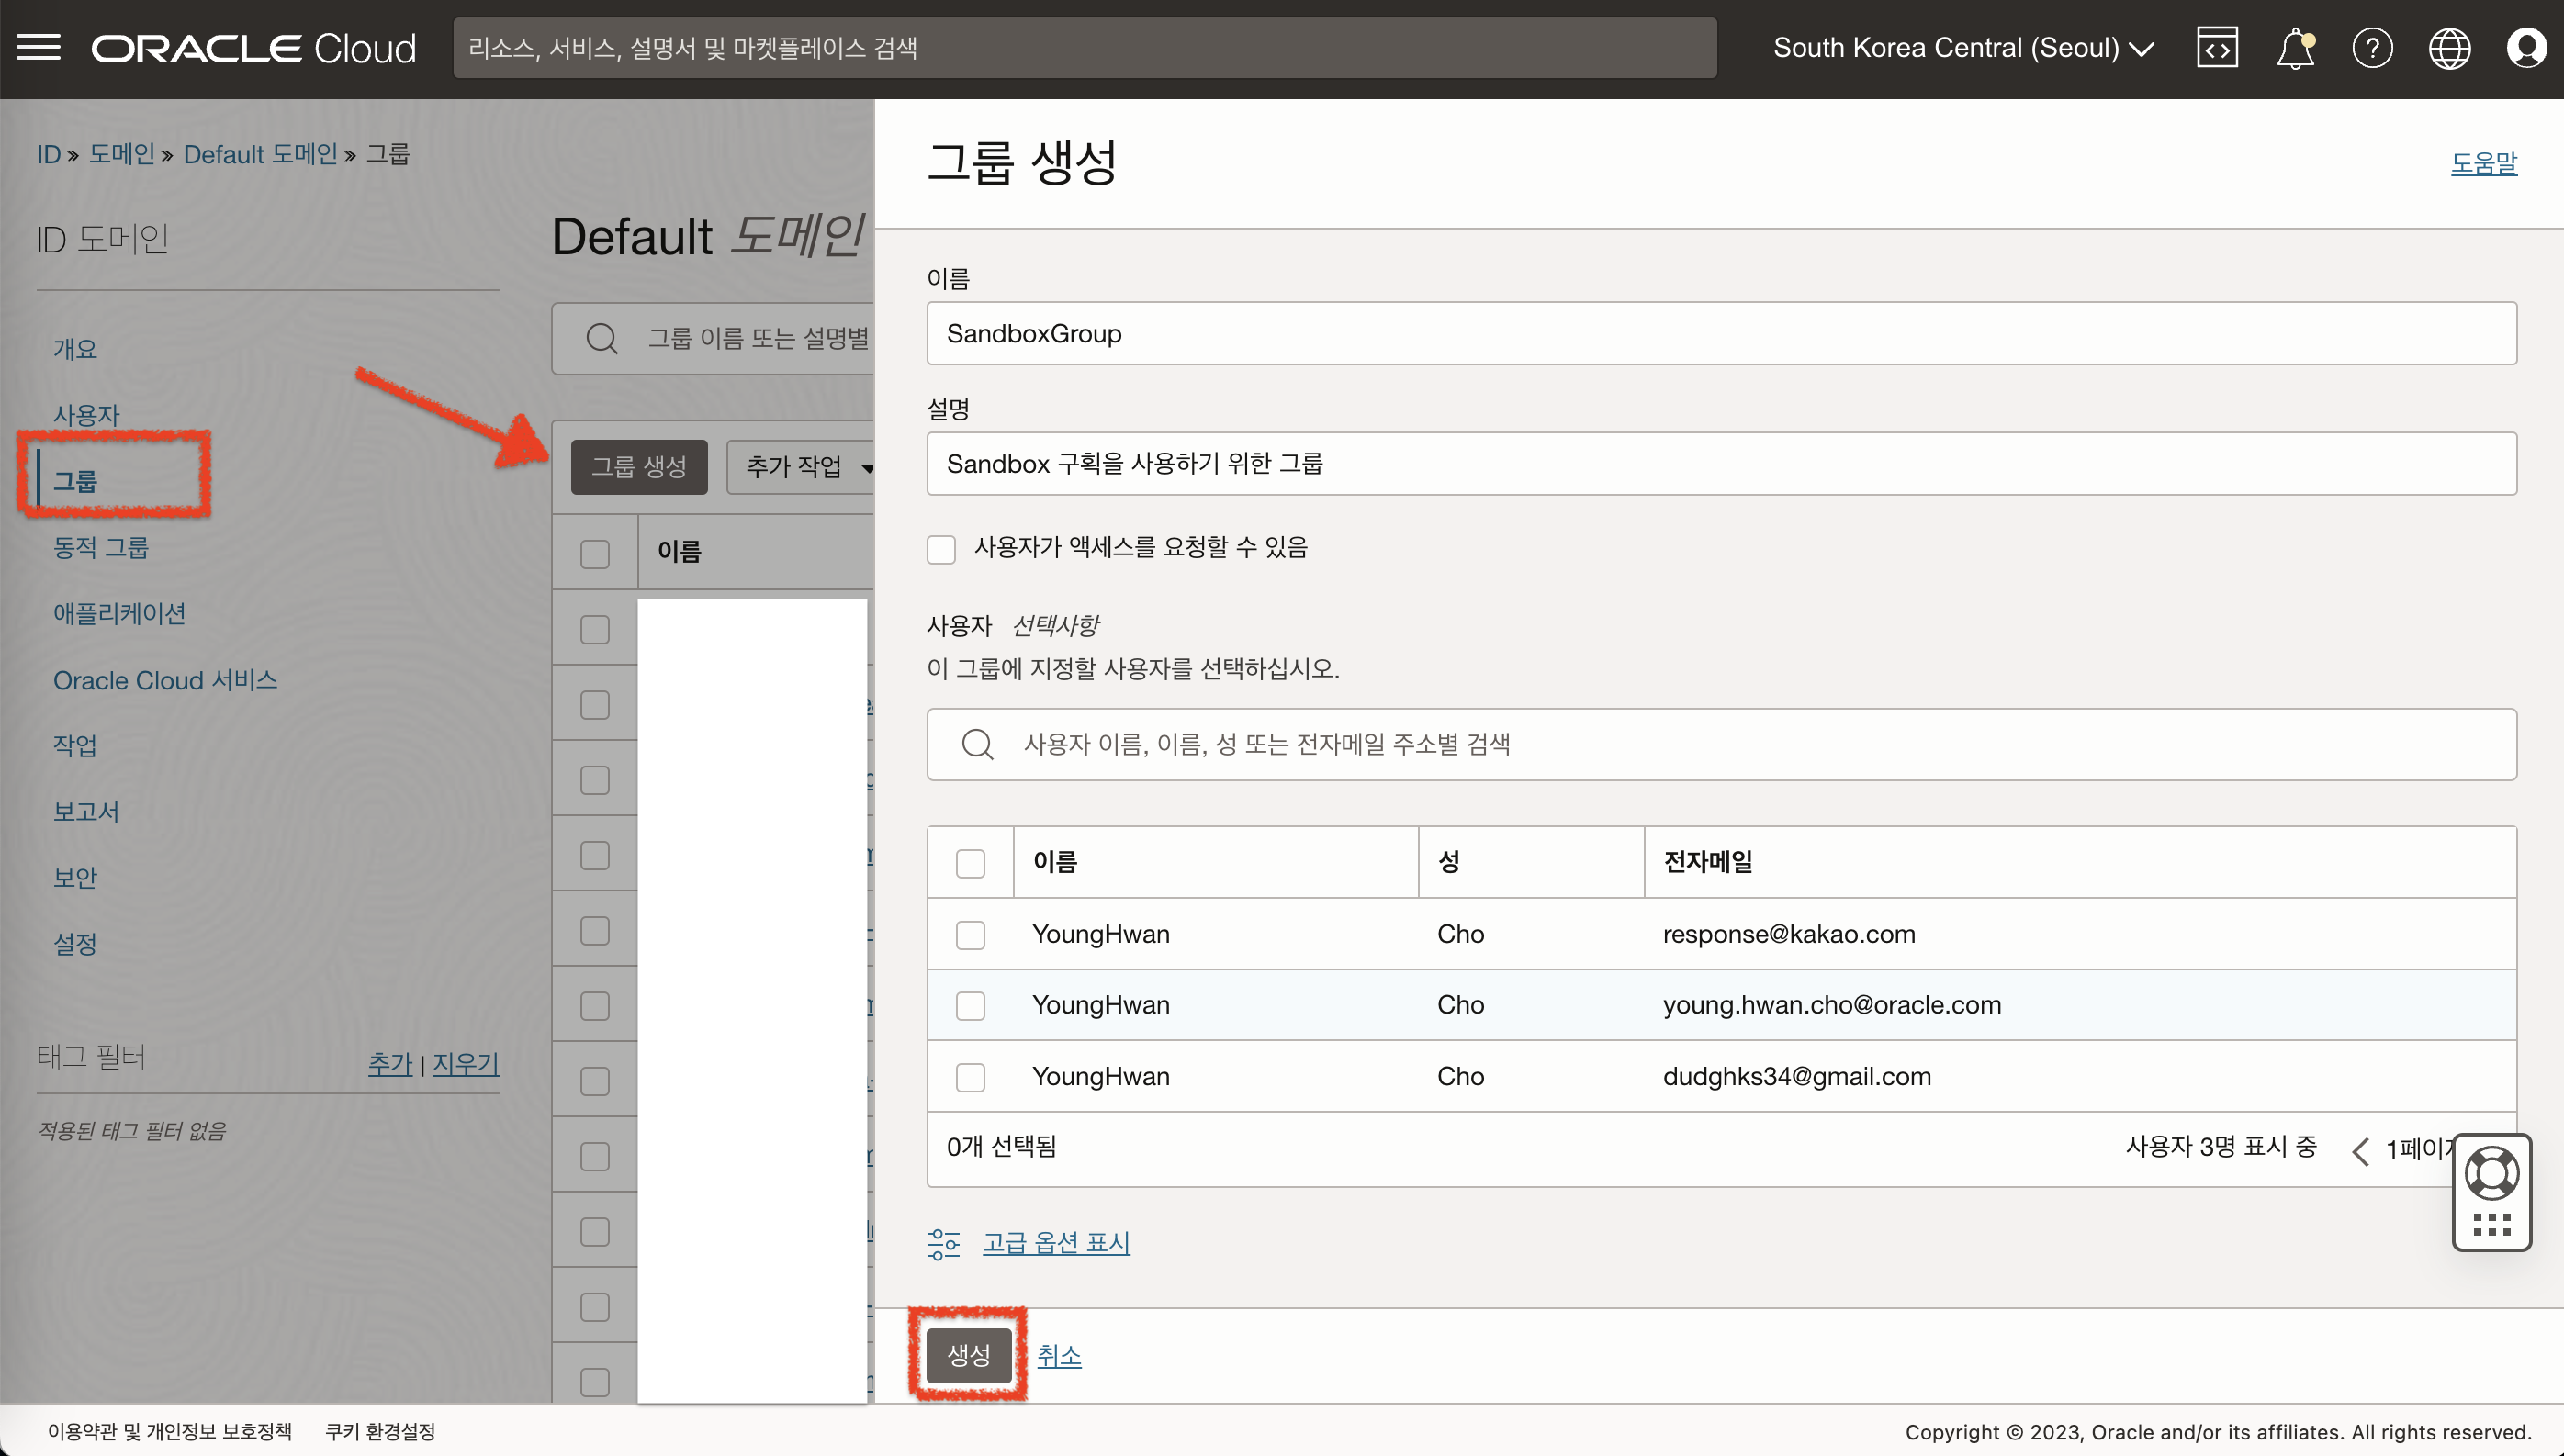 ORACLE Cloud
리소스, 서비스, 설명서 및 마켓플레이스 검색
South Korea Central (Seoul)
ID » 도메인 » Default 도메인 » 그룹
ID 도메인
개요
사용자
그룹
동적 그룹
애플리케이션
Oracle Cloud 서비스
작업
보고서
보안
설정
태그 필터
추가 | 지우기
적용된 태그 필터 없음
Default 도메인
그룹 이름 또는 설명별
그룹 생성
추가 작업
이름
그룹 생성
도움말
이름
SandboxGroup
설명
Sandbox 구획을 사용하기 위한 그룹
사용자가 액세스를 요청할 수 있음
사용자 선택사항
이 그룹에 지정할 사용자를 선택하십시오.
사용자 이름, 이름, 성 또는 전자메일 주소별 검색
이름 성 전자메일
YoungHwan Cho response@kakao.com
YoungHwan Cho young.hwan.cho@oracle.com
YoungHwan Cho dudghks34@gmail.com
0개 선택됨
사용자 3명 표시 중
1페이지
고급 옵션 표시
생성
취소
이용약관 및 개인정보 보호정책
쿠키 환경설정
Copyright © 2023, Oracle and/or its affiliates. All rights reserved.